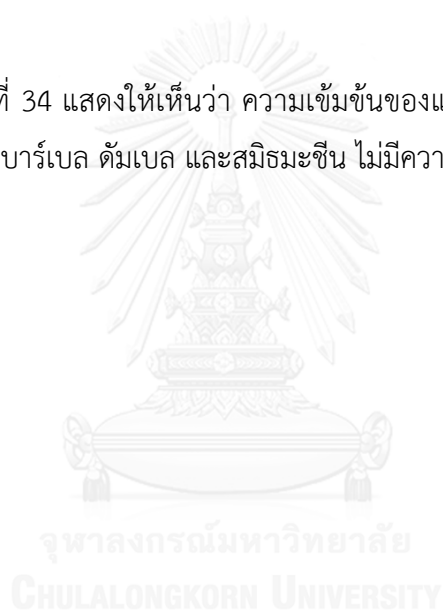 ที่ 34 แสดงให้เห็นว่า ความเข้มข้นของแ
บาร์เบล ดัมเบล และสมิธมะชีน ไม่มีควา
จุฬาลงกรณ์มหาวิทยาลัย
CHULALONGKORN UNIVERSITY